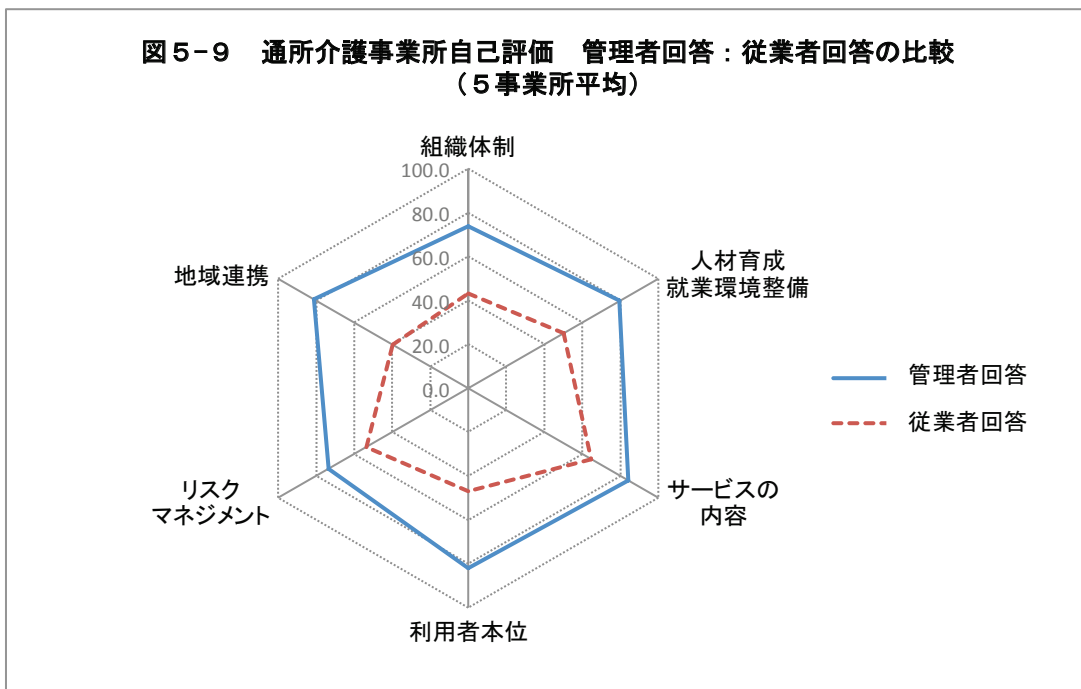 図5-9 通所介護事業所自己評価 管理者回答：従業者回答の比較
（5事業所平均）
組織体制
100.0
80.0
60.0
40.0
20.0
0.0
人材育成
就業環境整備
サービスの
内容
利用者本位
リスク
マネジメント
地域連携
管理者回答
従業者回答